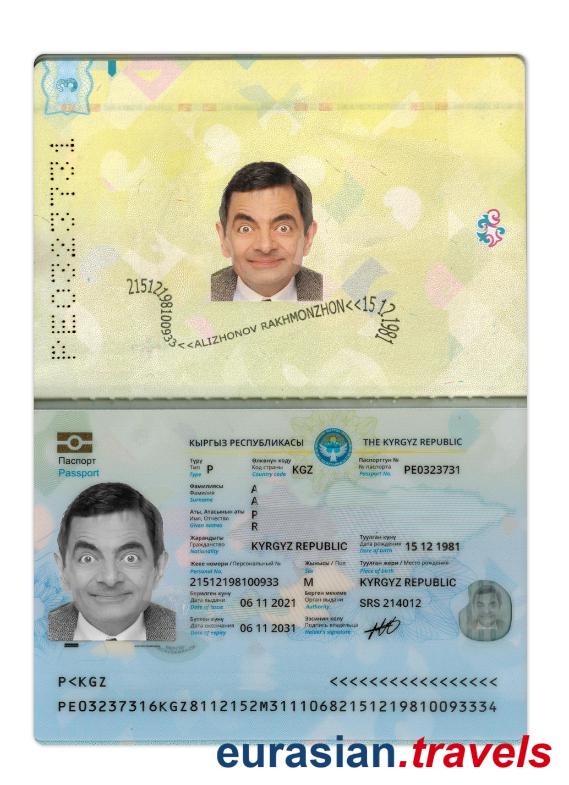 PE0323731
21512198100933<<ALIZHONOV RAKHMONZHON<<15 12 1981
КЫРГЫЗ РЕСПУБЛИКАСЫ THE KYRGYZ REPUBLIC
Паспорт
Passport
Түрү
Тип P
Type
Өлкөнүн коду
Код страны KGZ
Country code
Паспорттун №
№ паспорта PE0323731
Passport No.
Фамилиясы
Фамилия
Surname
A
A
Аты, Атасынын аты
Имя, Отчество
Given names
P
R
Жарандыгы
Гражданство KYRGYZ REPUBLIC
Nationality
Туулган күнү
Дата рождения 15 12 1981
Date of birth
Жеке номери / Персональный №
Personal No.
21512198100933
Жынысы / Пол
Sex
M
Туулган жери / Место рождения
Place of birth
KYRGYZ REPUBLIC
Берилген күнү
Дата выдачи 06 11 2021
Date of issue
Берген мекеме
Орган выдачи SRS 214012
Authority
Дата окончания 06 11 2031
Date of expiry
Ээсинин колу
Подпись владельца
Holder's signature
P<KGZ <<<<<<<<<<<<<<<<<
PE03237316KGZ8112152M31110682151219810093334
eurasian.travels